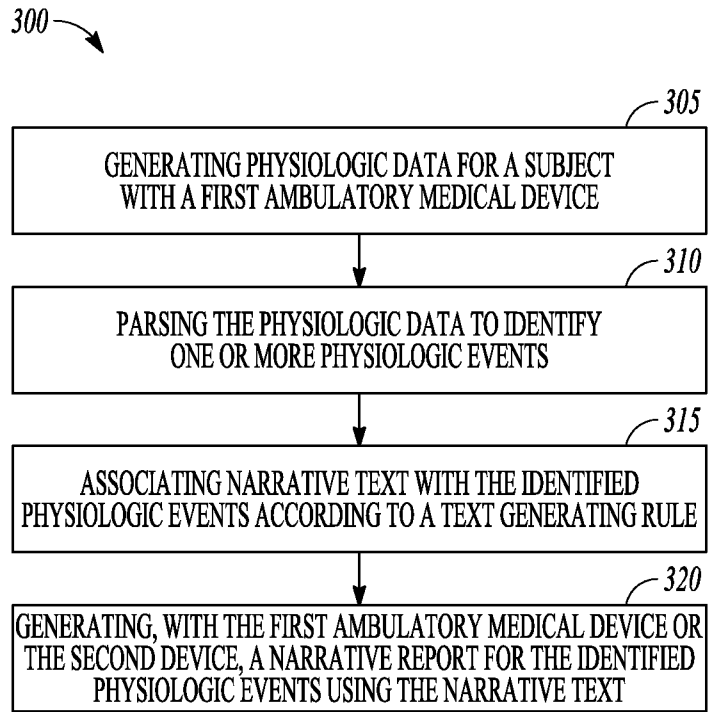 300
305
GENERATING PHYSIOLOGIC DATA FOR A SUBJECT
WITH A FIRST AMBULATORY MEDICAL DEVICE
310
PARSING THE PHYSIOLOGIC DATA TO IDENTIFY
ONE OR MORE PHYSIOLOGIC EVENTS
315
ASSOCIATING NARRATIVE TEXT WITH THE IDENTIFIED
PHYSIOLOGIC EVENTS ACCORDING TO A TEXT GENERATING RULE
320
GENERATING, WITH THE FIRST AMBULATORY MEDICAL DEVICE OR
THE SECOND DEVICE, A NARRATIVE REPORT FOR THE IDENTIFIED
PHYSIOLOGIC EVENTS USING THE NARRATIVE TEXT